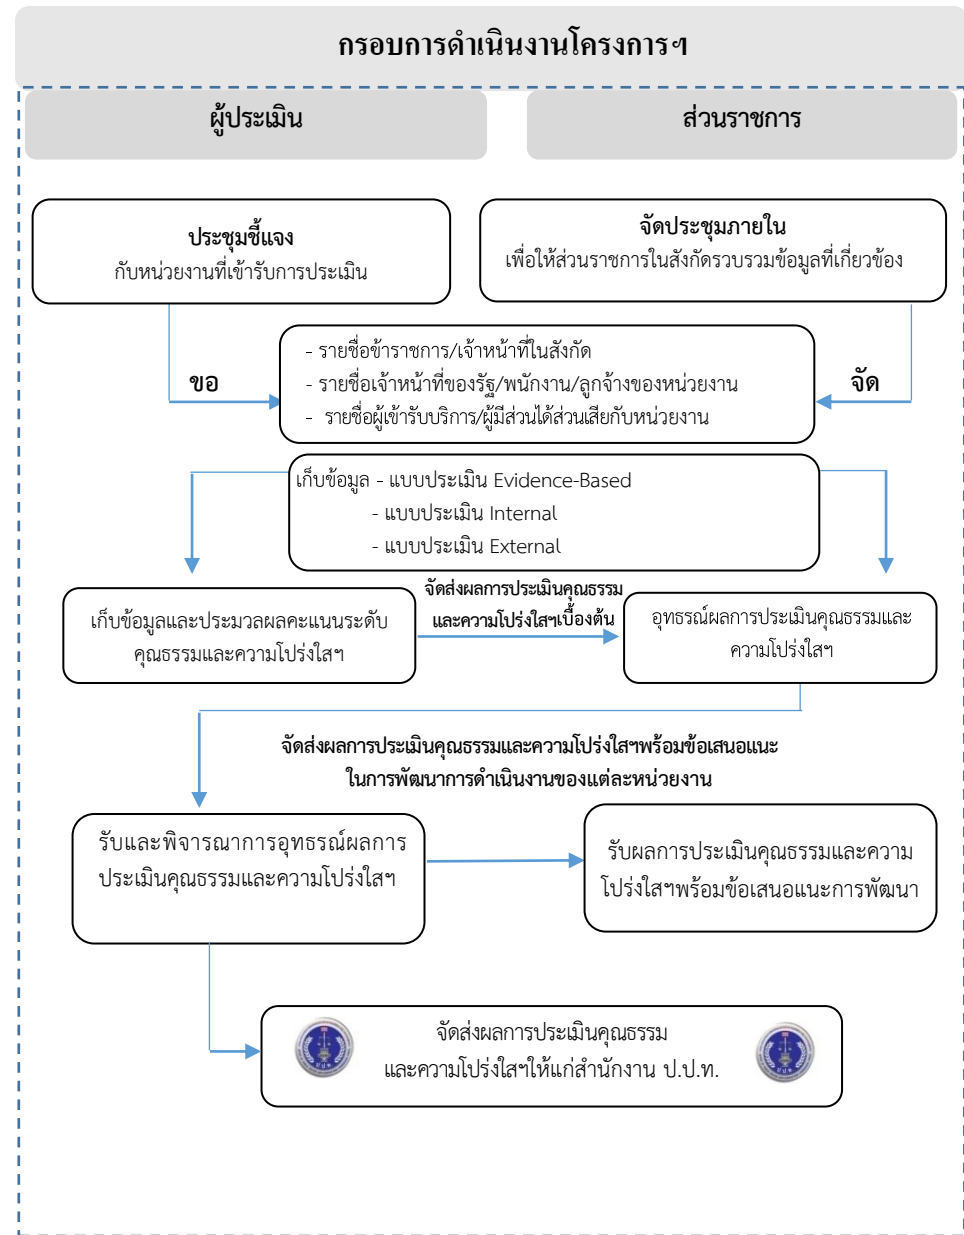 กรอบการดำเนินงานโครงการฯ
ผู้ประเมิน
ส่วนราชการ
ประชุมชี้แจง
กับหน่วยงานที่เข้ารับการประเมิน
จัดประชุมภายใน
เพื่อให้ส่วนราชการในสังกัดรวบรวมข้อมูลที่เกี่ยวข้อง
ขอ
- รายชื่อข้าราชการ/เจ้าหน้าที่ในสังกัด
- รายชื่อเจ้าหน้าที่ของรัฐ/พนักงาน/ลูกจ้างของหน่วยงาน
- รายชื่อผู้เข้ารับบริการ/ผู้มีส่วนได้ส่วนเสียกับหน่วยงาน
จัด
เก็บข้อมูล - แบบประเมิน Evidence-Based
- แบบประเมิน Internal
- แบบประเมิน External
เก็บข้อมูลและประมวลผลคะแนนระดับ
คุณธรรมและความโปร่งใสฯ
จัดส่งผลการประเมินคุณธรรม
และความโปร่งใสฯเบื้องต้น
อุทธรณ์ผลการประเมินคุณธรรมและ
ความโปร่งใสฯ
จัดส่งผลการประเมินคุณธรรมและความโปร่งใสฯพร้อมข้อเสนอแนะ
ในการพัฒนาการดำเนินงานของแต่ละหน่วยงาน
รับและพิจารณาการอุทธรณ์ผลการ
ประเมินคุณธรรมและความโปร่งใสฯ
รับผลการประเมินคุณธรรมและความ
โปร่งใสฯพร้อมข้อเสนอแนะการพัฒนา
จัดส่งผลการประเมินคุณธรรม
และความโปร่งใสฯให้แก่สำนักงาน ป.ป.ท.